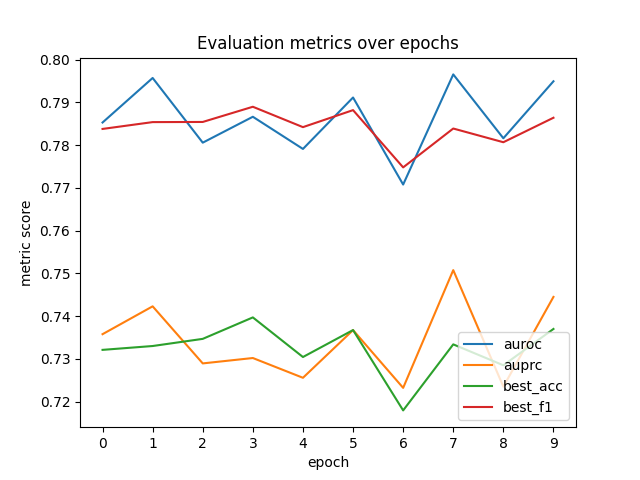 Evaluation metrics over epochs
metric score
0.80
0.79
0.78
0.77
0.76
0.75
0.74
0.73
0.72
auroc
auprc
best_acc
best_f1
0 1 2 3 4 5 6 7 8 9
epoch